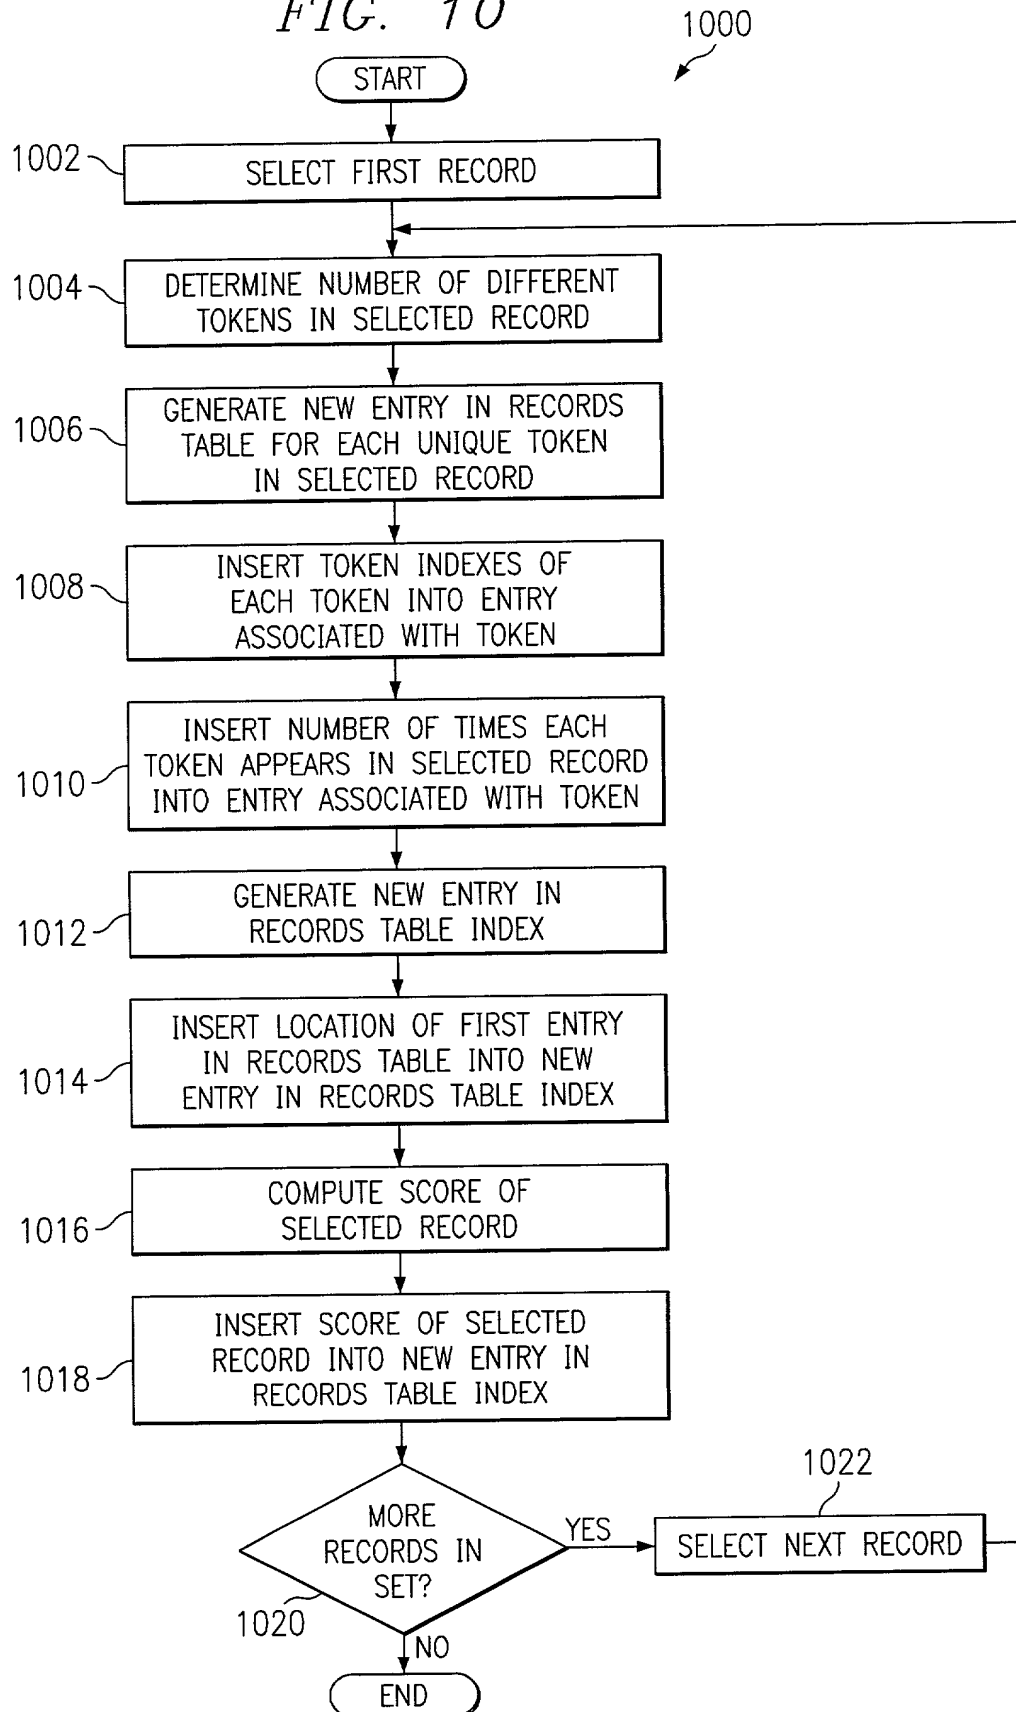 FIG. 10
1000
START
1002
SELECT FIRST RECORD
1004
DETERMINE NUMBER OF DIFFERENT
TOKENS IN SELECTED RECORD
1006
GENERATE NEW ENTRY IN RECORDS
TABLE FOR EACH UNIQUE TOKEN
IN SELECTED RECORD
1008
INSERT TOKEN INDEXES OF
EACH TOKEN INTO ENTRY
ASSOCIATED WITH TOKEN
1010
INSERT NUMBER OF TIMES EACH
TOKEN APPEARS IN SELECTED RECORD
INTO ENTRY ASSOCIATED WITH TOKEN
1012
GENERATE NEW ENTRY IN
RECORDS TABLE INDEX
1014
INSERT LOCATION OF FIRST ENTRY
IN RECORDS TABLE INTO NEW
ENTRY IN RECORDS TABLE INDEX
1016
COMPUTE SCORE OF
SELECTED RECORD
1018
INSERT SCORE OF SELECTED
RECORD INTO NEW ENTRY IN
RECORDS TABLE INDEX
1020
MORE
RECORDS IN
SET?
YES
1022
SELECT NEXT RECORD
NO
END